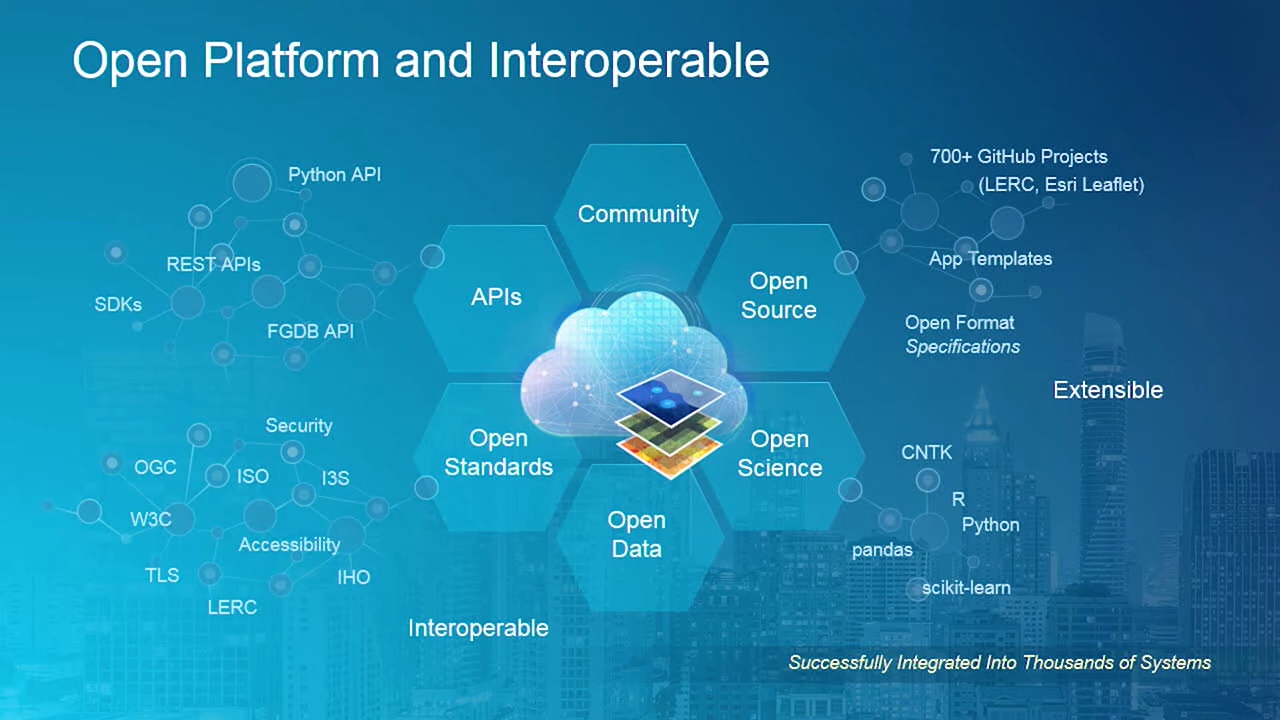 Open Platform and Interoperable
Python API
REST APIs
SDKs
FGDB API
Community
APIs
Open
Source
Open
Standards
Open
Science
Open
Data
700+ GitHub Projects
(LERC, Esri Leaflet)
App Templates
Open Format
Specifications
Extensible
Security
OGC
ISO
I3S
W3C
Accessibility
TLS
IHO
LERC
Interoperable
CNTK
R
Python
pandas
scikit-learn
Successfully Integrated Into Thousands of Systems